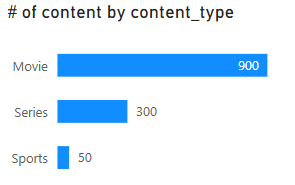 # of content by content_type
Movie 900
Series 300
Sports 50